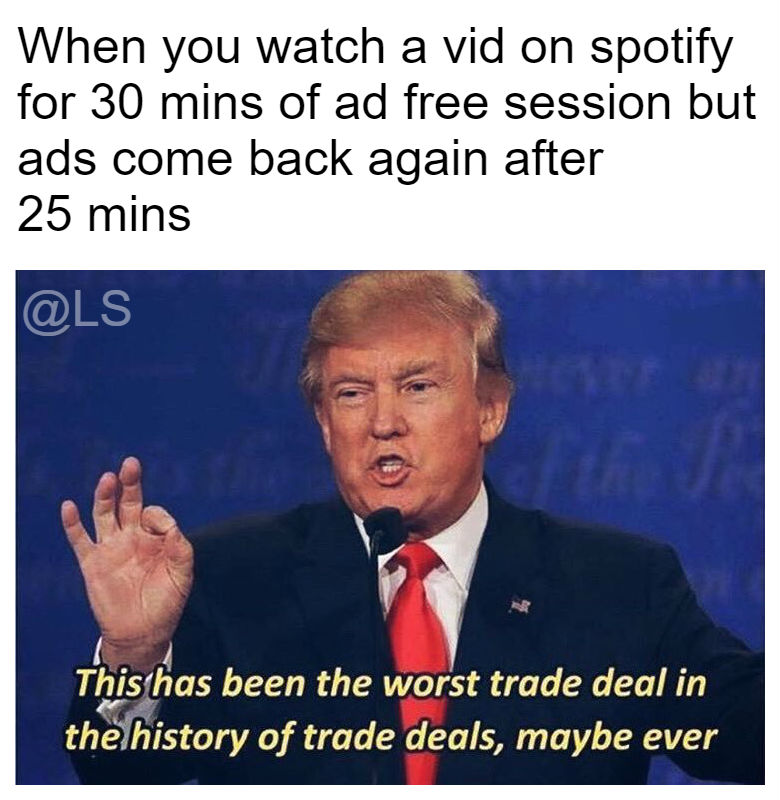 When you watch a vid on spotify
for 30 mins of ad free session but
ads come back again after
25 mins
@LS
This has been the worst trade deal in
the history of trade deals, maybe ever